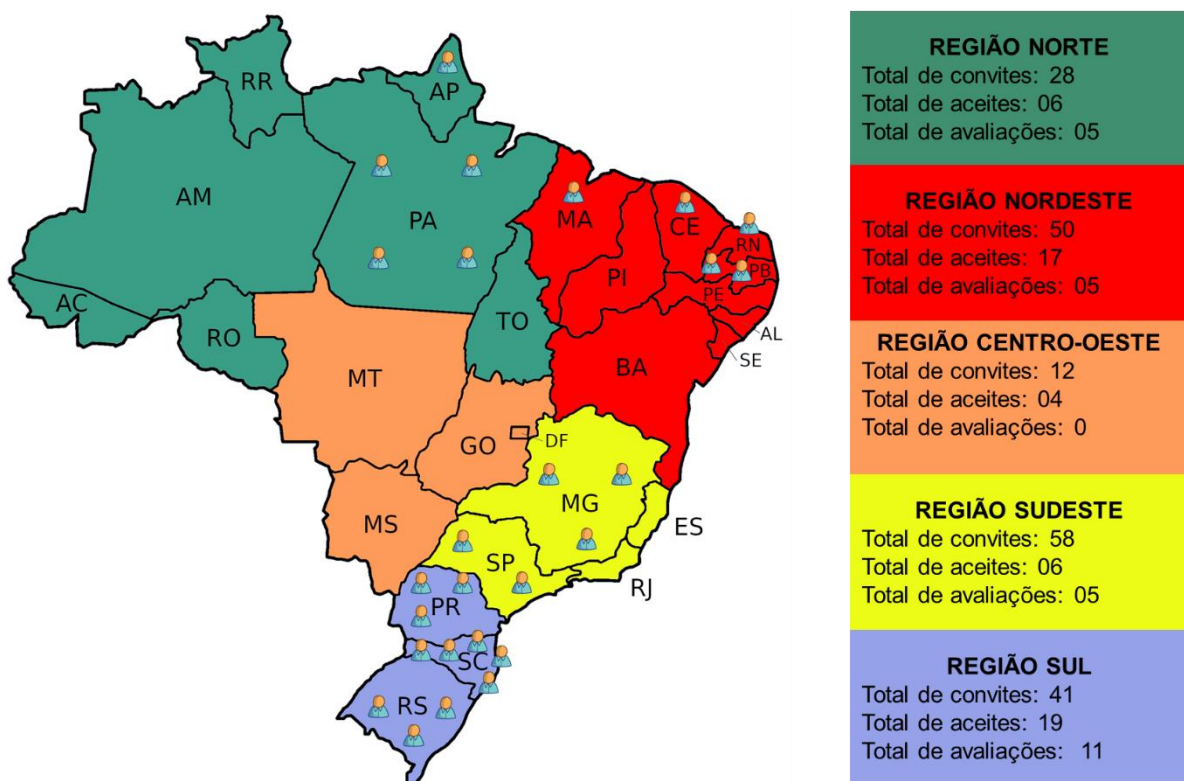 RR
AP
AM
PA
MA
CE
RN
PB
PI
PE
AC
TO
AL
RO
SE
BA
MT
GO
DF
MG
MS
ES
SP
RJ
PR
SC
RS
REGIÃO NORTE
Total de convites: 28
Total de aceites: 06
Total de avaliações: 05
REGIÃO NORDESTE
Total de convites: 50
Total de aceites: 17
Total de avaliações: 05
REGIÃO CENTRO-OESTE
Total de convites: 12
Total de aceites: 04
Total de avaliações: 0
REGIÃO SUDESTE
Total de convites: 58
Total de aceites: 06
Total de avaliações: 05
REGIÃO SUL
Total de convites: 41
Total de aceites: 19
Total de avaliações: 11